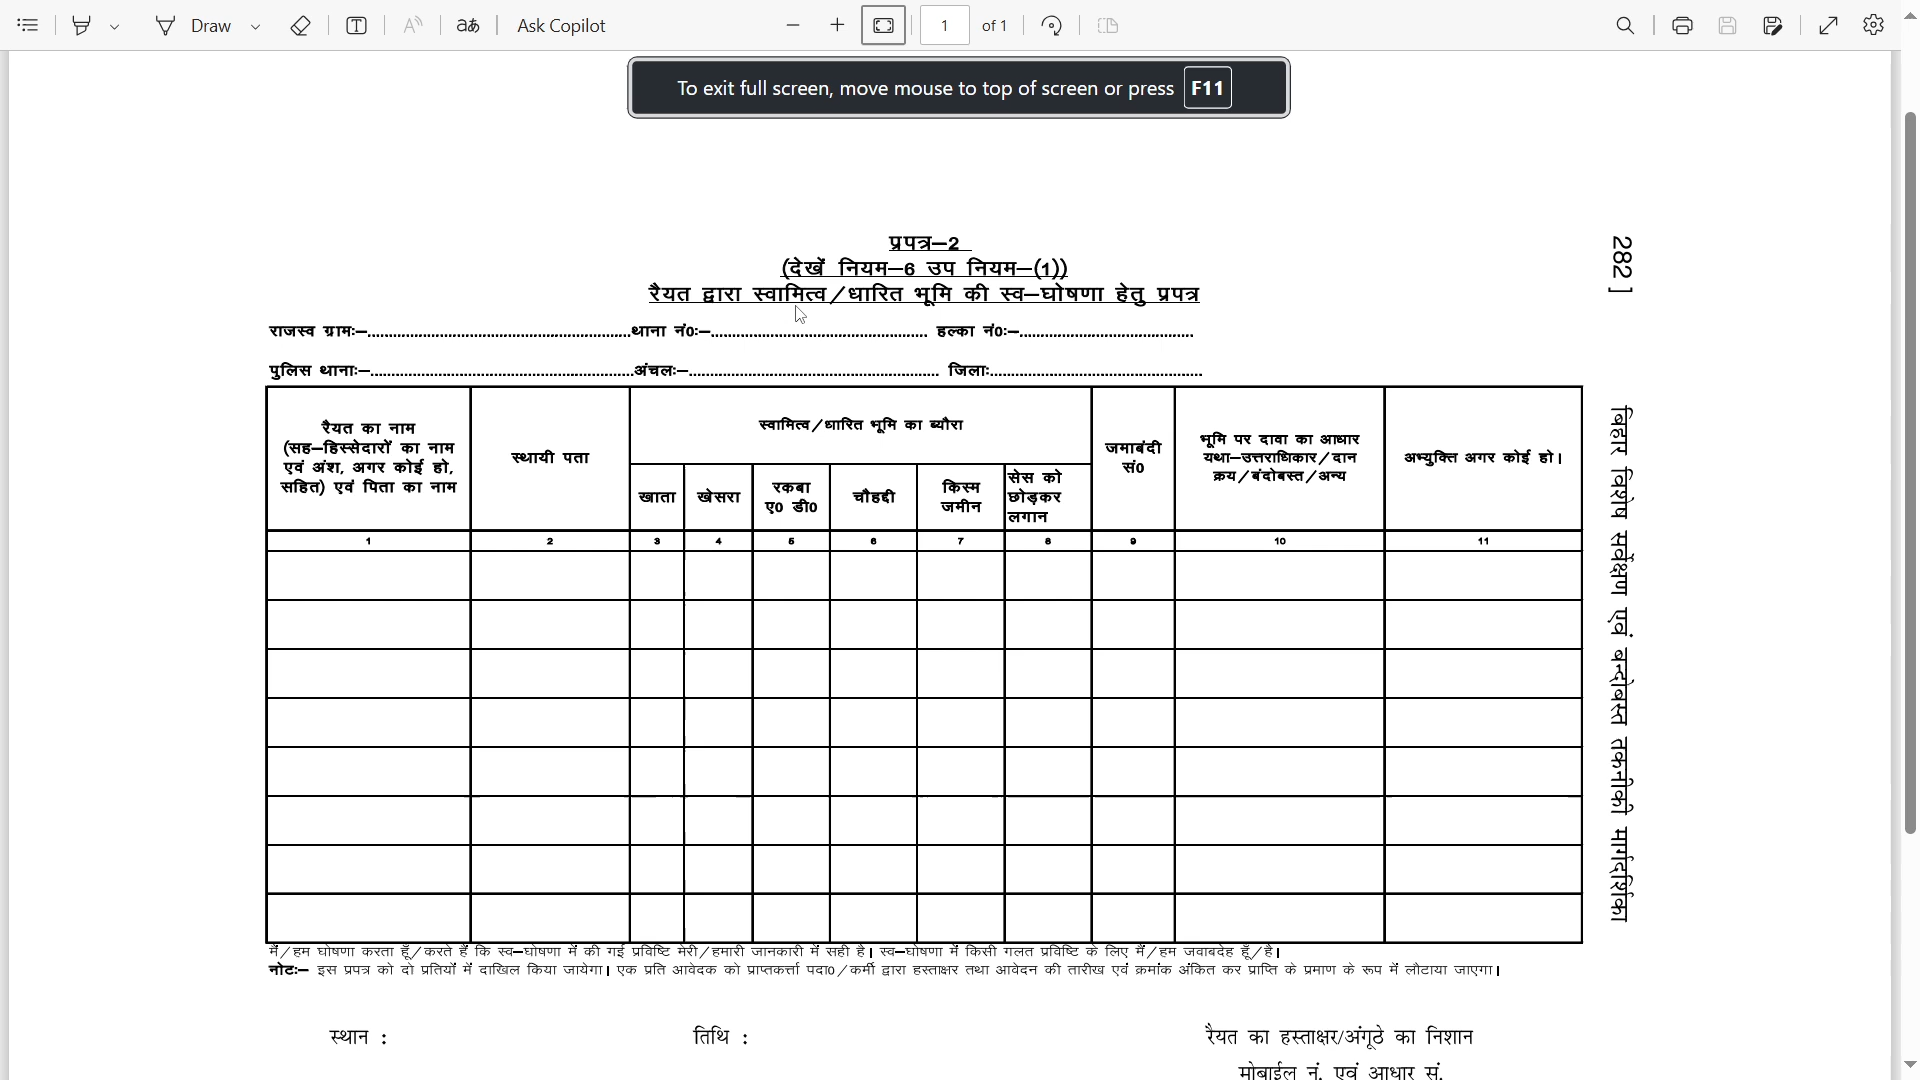 Draw
Ask Copilot
1 of 1
To exit full screen, move mouse to top of screen or press F11
प्रपत्र–2
(देखें नियम–6 उप नियम–(1))
रैयत द्वारा स्वामित्व/धारित भूमि की स्व–घोषणा हेतु प्रपत्र
राजस्व ग्रामः–..............................थाना नं0ः–.............................. हल्का नं0ः–..............................
पुलिस थानाः–..............................अंचलः–.............................. जिलाः..............................
रैयत का नाम
(सह–हिस्सेदारों का नाम
एवं अंश, अगर कोई हो,
सहित) एवं पिता का नाम
स्थायी पता
स्वामित्व/धारित भूमि का ब्यौरा
खाता
खेसरा
रकबा
ए0 डी0
चौहद्दी
किस्म
जमीन
सेस को
छोड़कर
लगान
जमाबंदी
सं0
भूमि पर दावा का आधार
यथा–उत्तराधिकार/दान
क्रय/बंदोबस्त/अन्य
अभ्युक्ति अगर कोई हो।
1 2 3 4 5 6 7 8 9 10 11
मैं/हम घोषणा करता हूँ/करते हैं कि स्व–घोषणा में की गई प्रविष्टि मेरी/हमारी जानकारी में सही है। स्व–घोषणा में किसी गलत प्रविष्टि के लिए मैं/हम जवाबदेह हूँ/है।
नोटः– इस प्रपत्र को दो प्रतियों में दाखिल किया जायेगा। एक प्रति आवेदक को प्राप्तकर्त्ता पदा0/कर्मी द्वारा हस्ताक्षर तथा आवेदन की तारीख एवं क्रमांक अंकित कर प्राप्ति के प्रमाण के रूप में लौटाया जाएगा।
स्थान : तिथि : रैयत का हस्ताक्षर/अंगूठे का निशान
मोबाईल नं. एवं आधार सं.
282 ]
बिहार विशेष सर्वेक्षण एवं बन्दोबस्त तकनीकी मार्गदर्शिका